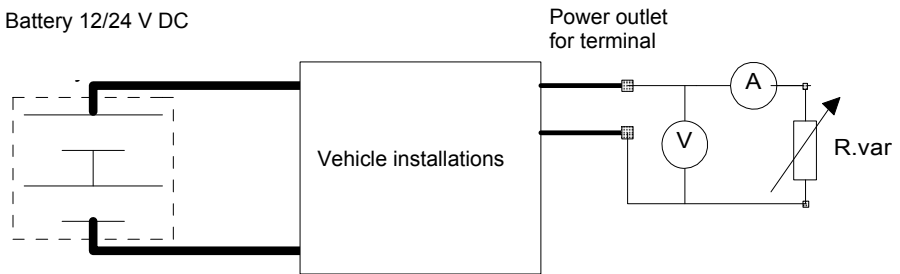 Battery 12/24 V DC
Power outlet
for terminal
A
V
R.var
Vehicle installations